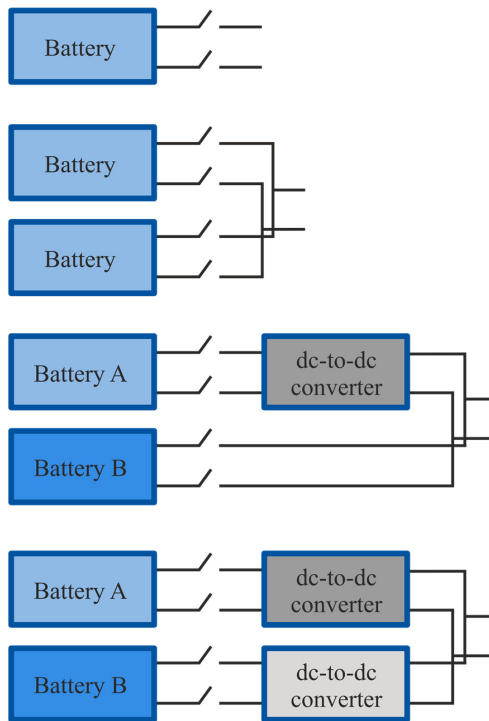 Battery
Battery
Battery
Battery A
dc-to-dc
converter
Battery B
Battery A
dc-to-dc
converter
Battery B
dc-to-dc
converter